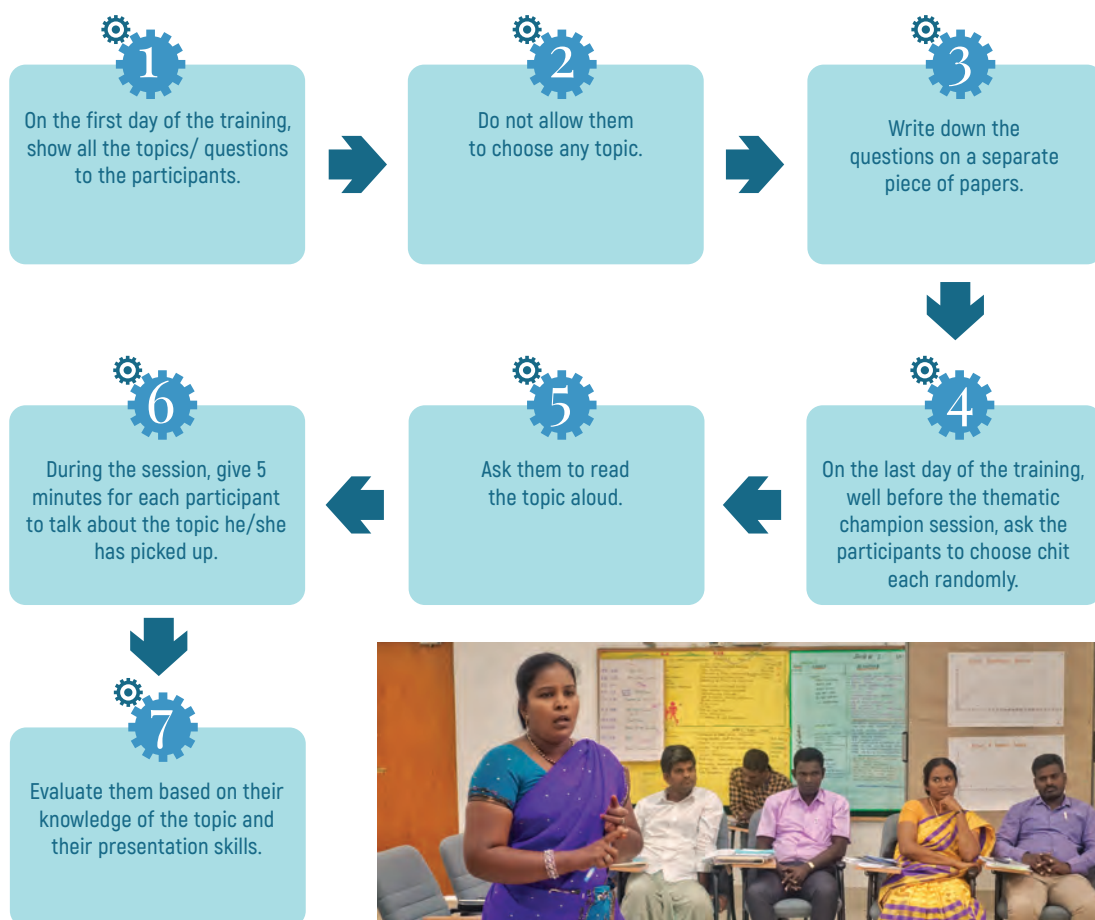 1
On the first day of the training,
show all the topics/ questions
to the participants.
2
Do not allow them
to choose any topic.
3
Write down the
questions on a separate
piece of papers.
4
On the last day of the training,
well before the thematic
champion session, ask the
participants to choose chit
each randomly.
5
Ask them to read
the topic aloud.
6
During the session, give 5
minutes for each participant
to talk about the topic he/she
has picked up.
7
Evaluate them based on their
knowledge of the topic and
their presentation skills.